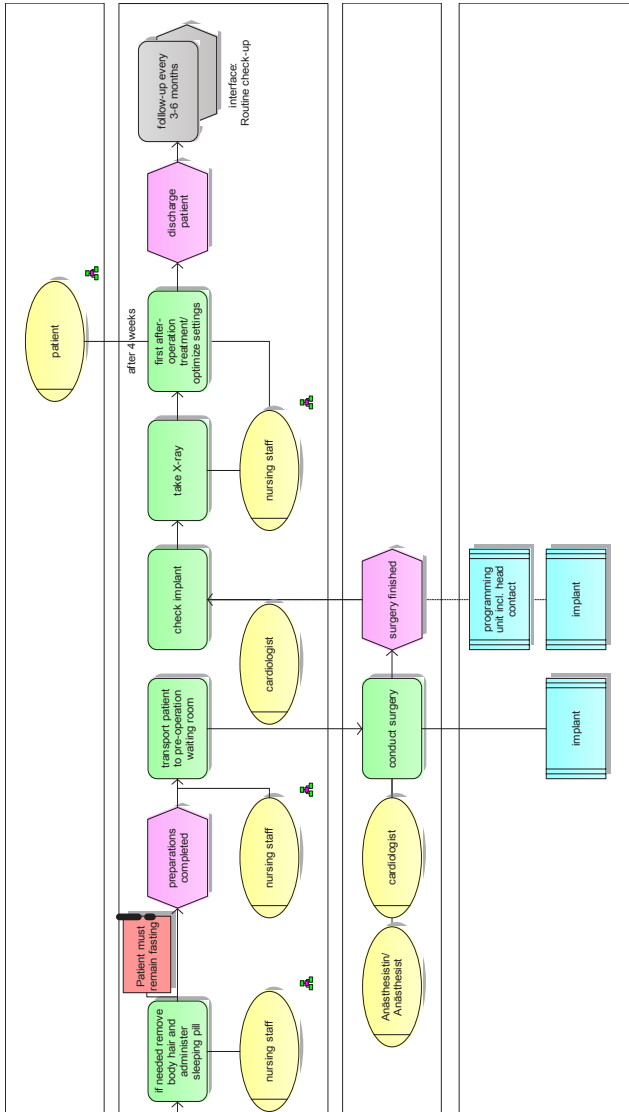 patient
after 4 weeks
Patient must
remain fasting
if needed remove
body hair and
administer
sleeping pill
preparations
completed
transport patient
to pre-operation
waiting room
check implant
take X-ray
first after-
operation
treatment/
optimize settings
discharge
patient
folllow-up every
3-6 months
interface:
Routine check-up
nursing staff
nursing staff
cardiologist
nursing staff
Anästhesistin/
Anästhesist
cardiologist
conduct surgery
surgery finished
programming
unit incl. head
contact
implant
implant